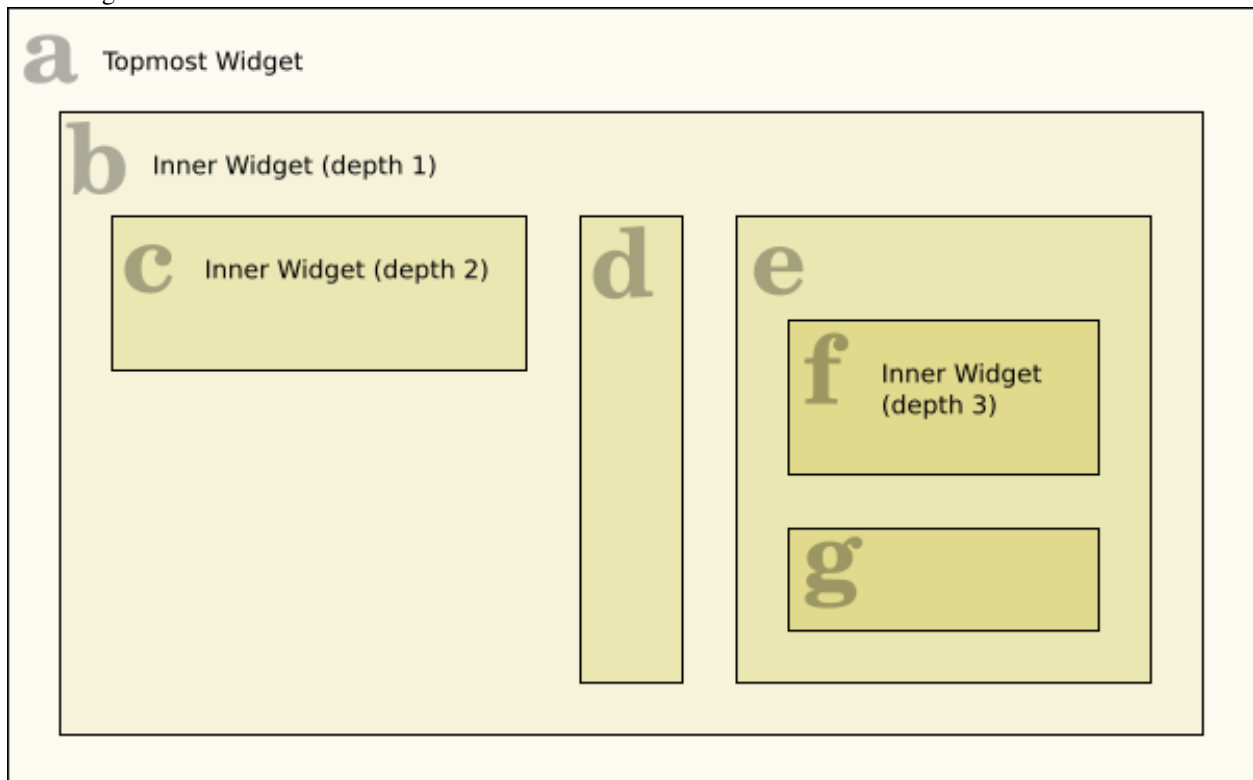 a Topmost Widget
b Inner Widget (depth 1)
c Inner Widget (depth 2)
d
e
f Inner Widget
(depth 3)
g